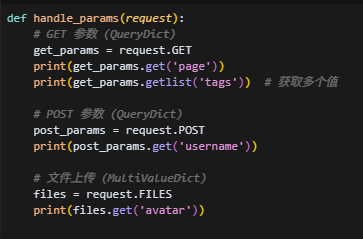 def handle_params(request):
    # GET 参数 (QueryDict)
    get_params = request.GET
    print(get_params.get('page'))
    print(get_params.getlist('tags'))  # 获取多个值

    # POST 参数 (QueryDict)
    post_params = request.POST
    print(post_params.get('username'))

    # 文件上传 (MultiValueDict)
    files = request.FILES
    print(files.get('avatar'))